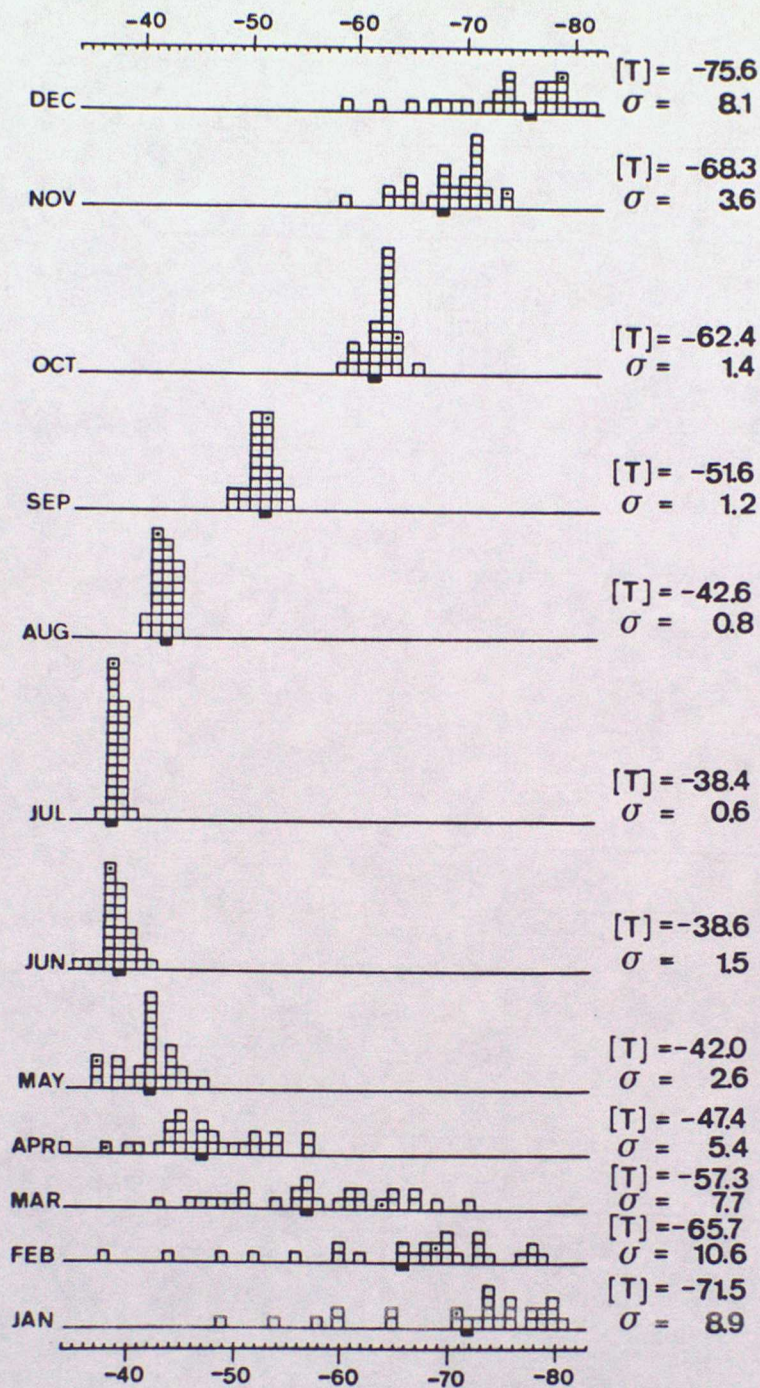 -40 -50 -60 -70 -80
[T] = -75.6
DEC σ = 8.1
[T] = -68.3
NOV σ = 3.6
[T] = -62.4
OCT σ = 1.4
[T] = -51.6
SEP σ = 1.2
[T] = -42.6
AUG σ = 0.8
[T] = -38.4
JUL σ = 0.6
[T] = -38.6
JUN σ = 1.5
[T] = -42.0
MAY σ = 2.6
[T] = -47.4
APR σ = 5.4
[T] = -57.3
MAR σ = 7.7
[T] = -65.7
FEB σ = 10.6
[T] = -71.5
JAN σ = 8.9
-40 -50 -60 -70 -80